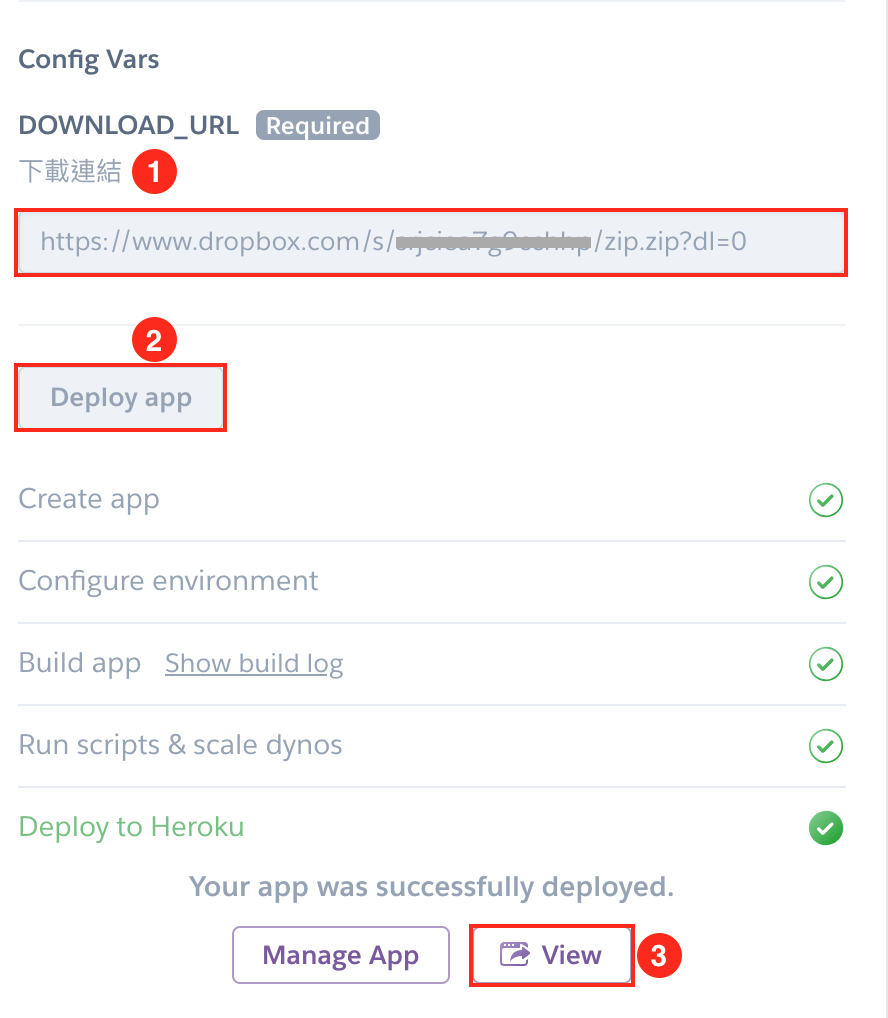 Config Vars
DOWNLOAD_URL Required
下載連結 1
https://www.dropbox.com/s/ /zip.zip?dl=0
2
Deploy app
Create app
Configure environment
Build app Show build log
Run scripts & scale dynos
Deploy to Heroku
Your app was successfully deployed.
Manage App View 3